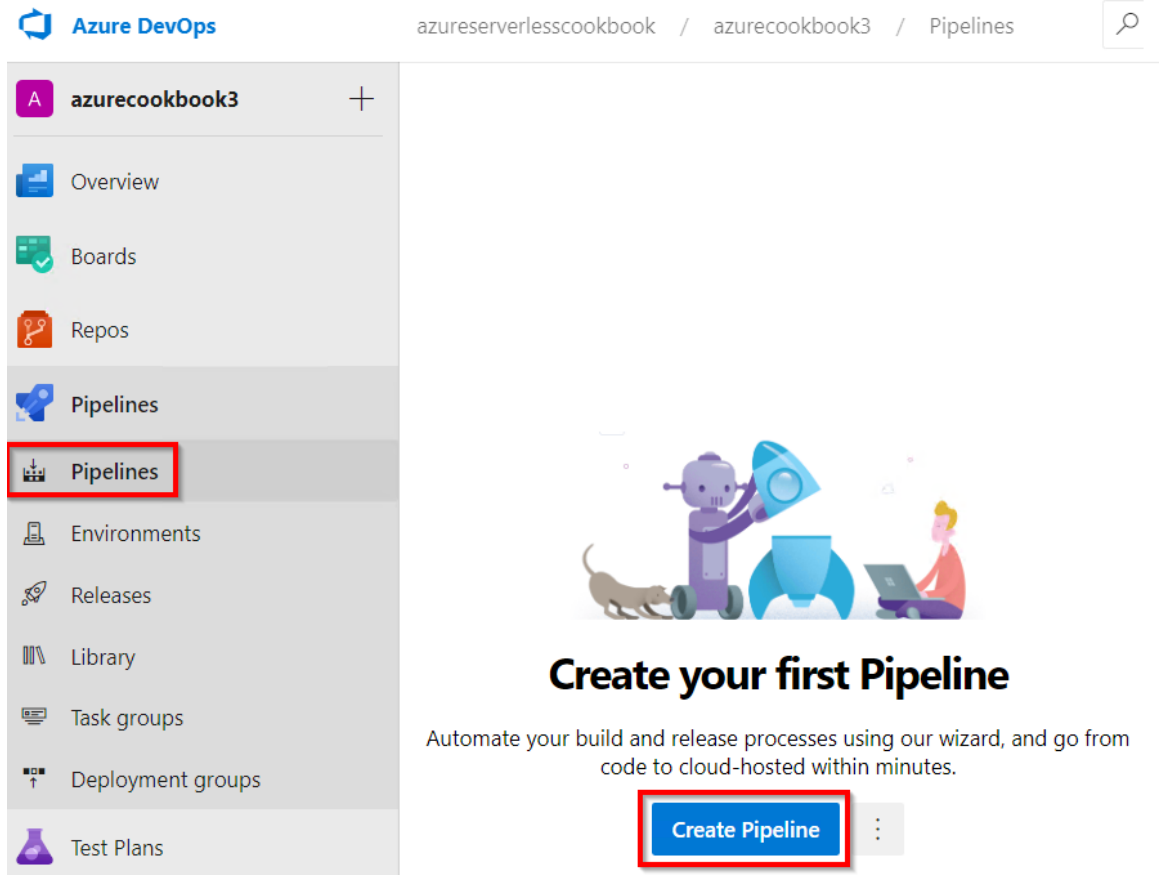 Azure DevOps
azureserverlesscookbook / azurecookbook3 / Pipelines
A azurecookbook3
Overview
Boards
Repos
Pipelines
Pipelines
Environments
Releases
Library
Task groups
Deployment groups
Test Plans
Create your first Pipeline
Automate your build and release processes using our wizard, and go from
code to cloud-hosted within minutes.
Create Pipeline